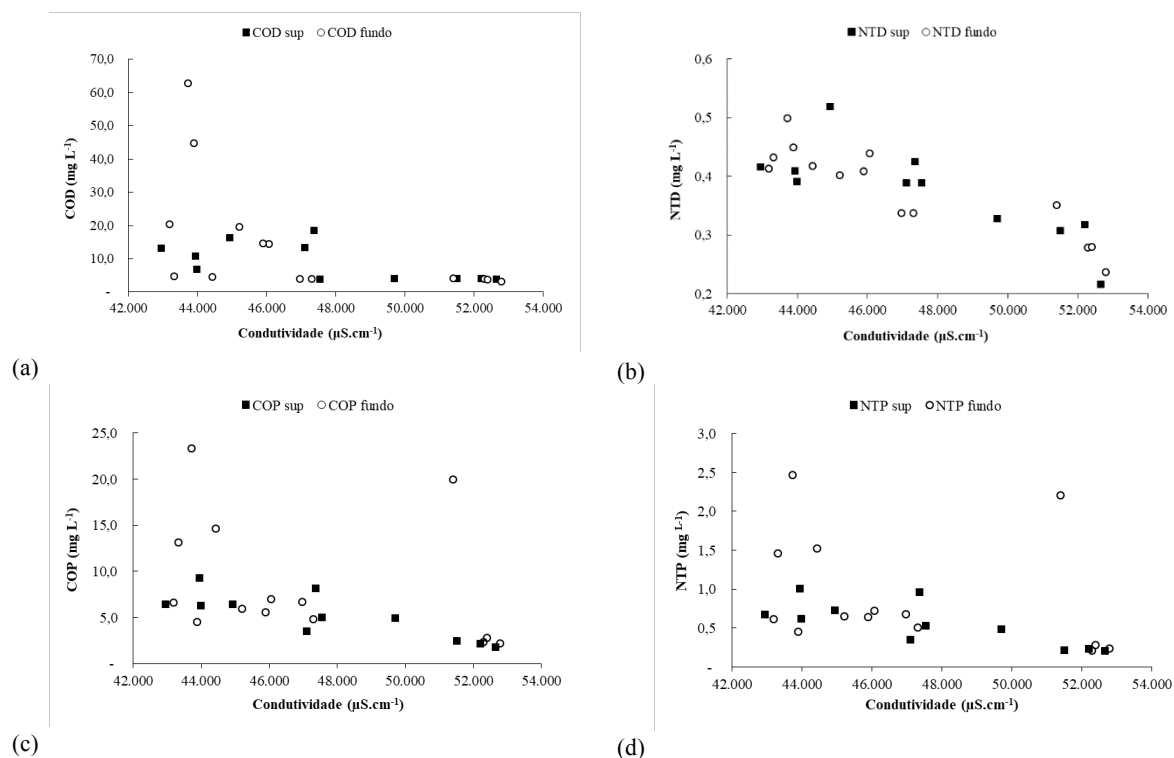 ■COD sup ○COD fundo
70,0
60,0
50,0
40,0
30,0
20,0
10,0
-
COD (mg L-1)
42.000 44.000 46.000 48.000 50.000 52.000 54.000
Condutividade (µS.cm-1)
(a)
■NTD sup ○NTD fundo
0,6
0,5
0,4
0,3
0,2
NTD (mg L-1)
42.000 44.000 46.000 48.000 50.000 52.000 54.000
Condutividade (µS.cm-1)
(b)
■COP sup ○COP fundo
25,0
20,0
15,0
10,0
5,0
-
COP (mg L-1)
42.000 44.000 46.000 48.000 50.000 52.000 54.000
Condutividade (µS.cm-1)
(c)
■NTP sup ○NTP fundo
3,0
2,5
2,0
1,5
1,0
0,5
-
NTP (mg L-1)
42.000 44.000 46.000 48.000 50.000 52.000 54.000
Condutividade (µS.cm-1)
(d)